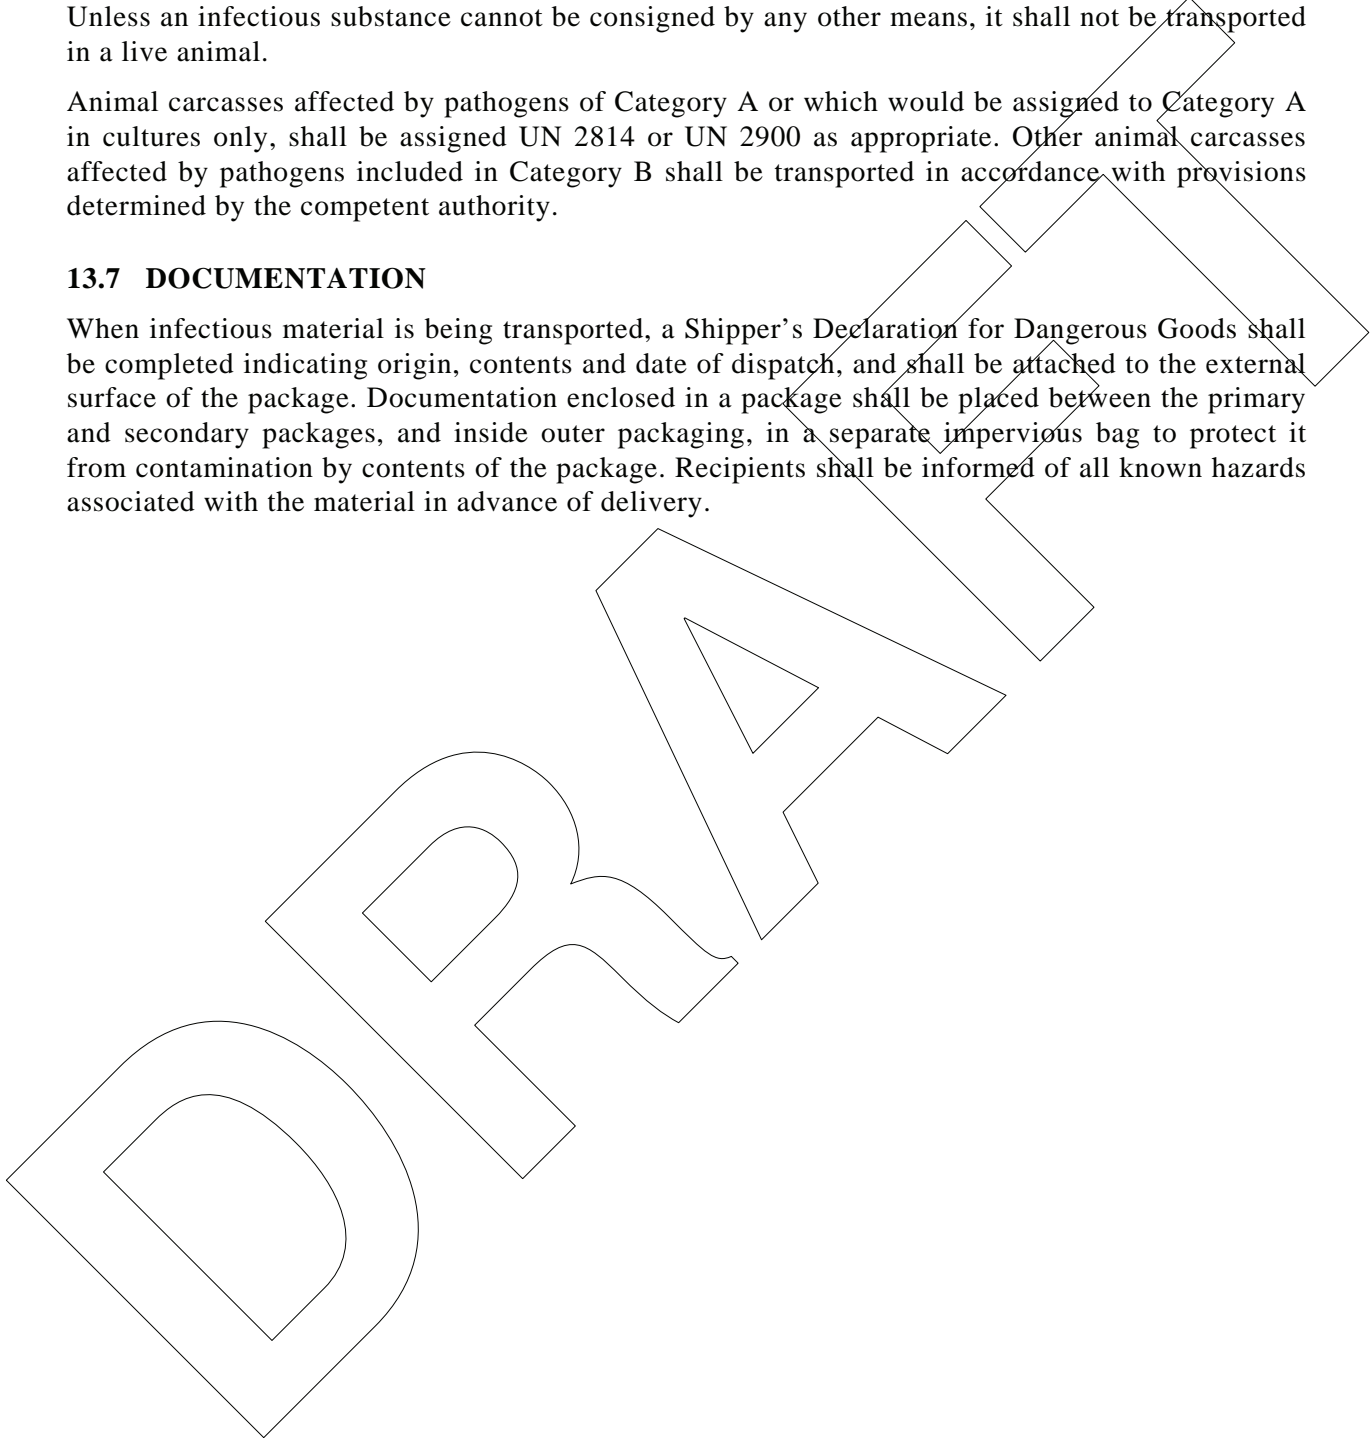 Unless an infectious substance cannot be consigned by any other means, it shall not be transported
in a live animal.
Animal carcasses affected by pathogens of Category A or which would be assigned to Category A
in cultures only, shall be assigned UN 2814 or UN 2900 as appropriate. Other animal carcasses
affected by pathogens included in Category B shall be transported in accordance with provisions
determined by the competent authority.
13.7 DOCUMENTATION
When infectious material is being transported, a Shipper’s Declaration for Dangerous Goods shall
be completed indicating origin, contents and date of dispatch, and shall be attached to the external
surface of the package. Documentation enclosed in a package shall be placed between the primary
and secondary packages, and inside outer packaging, in a separate impervious bag to protect it
from contamination by contents of the package. Recipients shall be informed of all known hazards
associated with the material in advance of delivery.
DRAFT